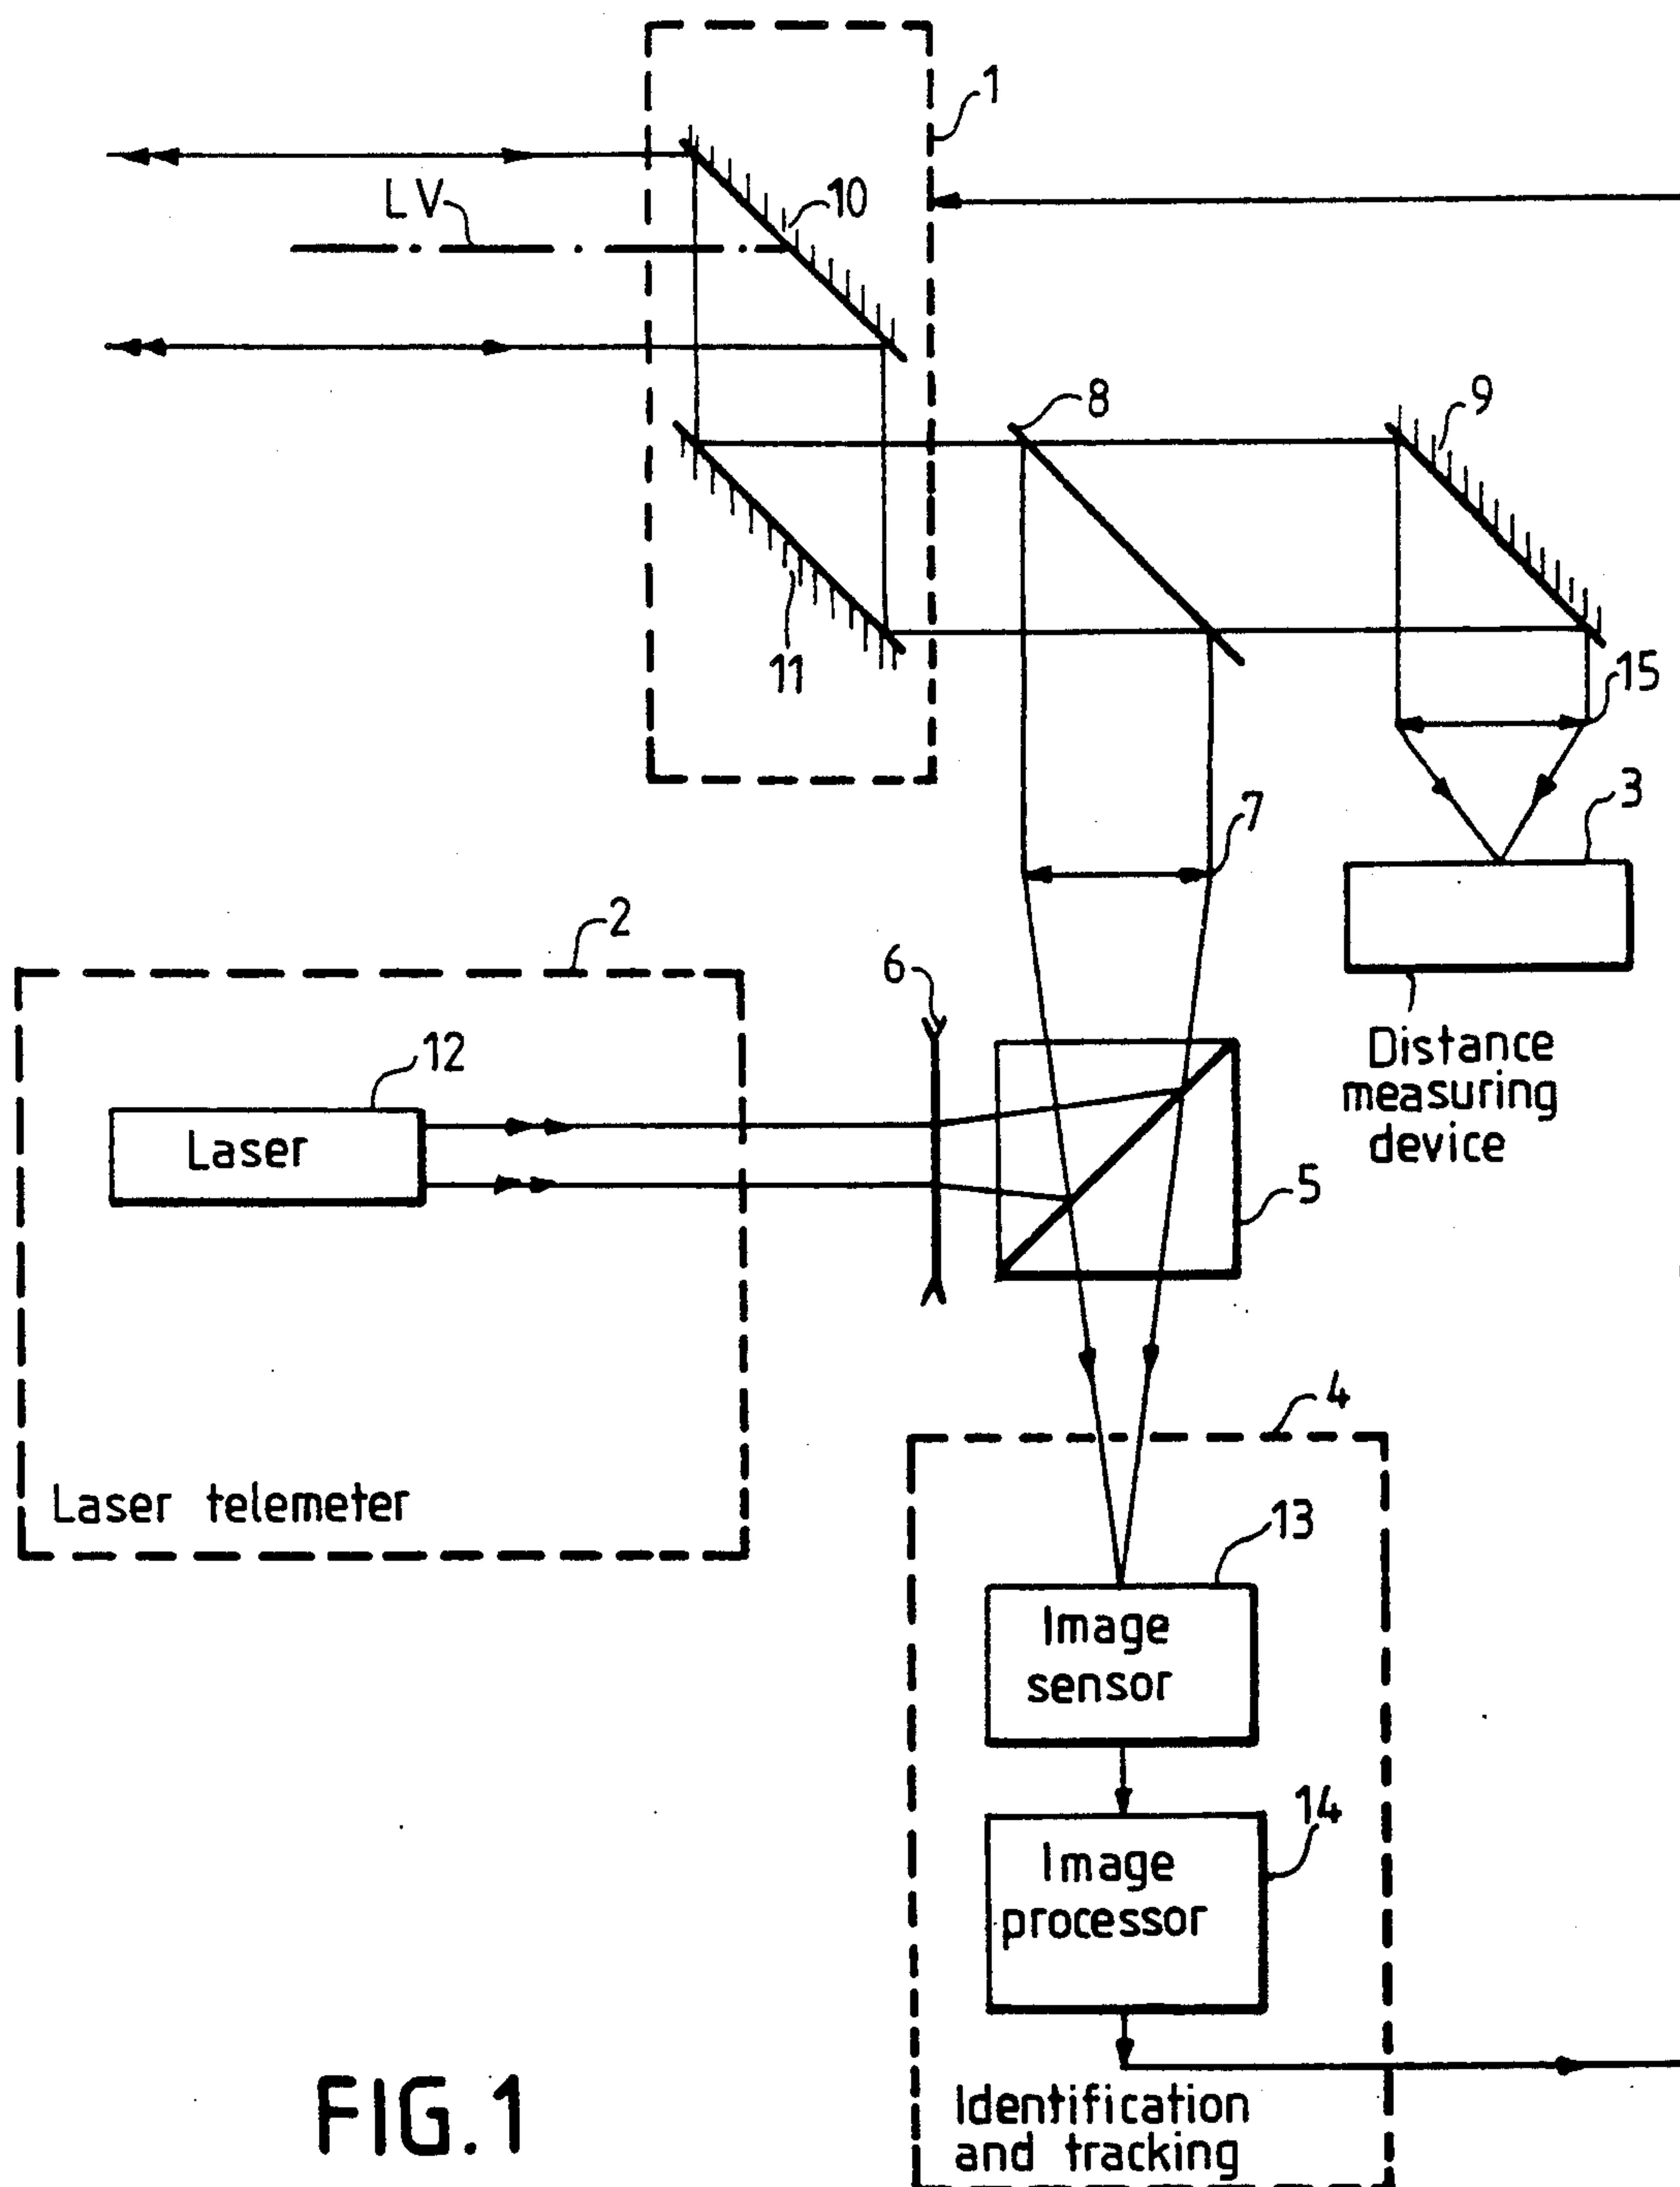 1
LV
10
8
9
11
15
7
3
2
6
Distance
measuring
device
12
Laser
5
4
Laser telemeter
13
Image
sensor
14
Image
processor
Identification
and tracking
FIG.1